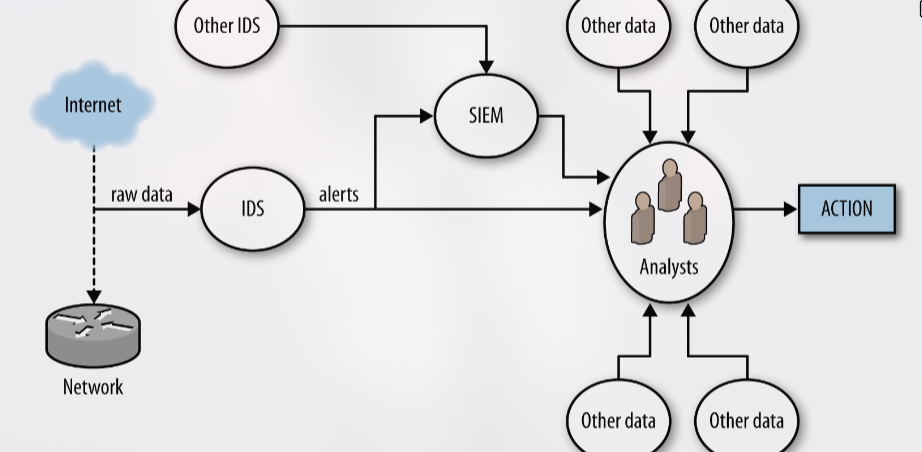 Other IDS
Other data
Other data
Internet
SIEM
raw data
IDS
alerts
ACTION
Analysts
Network
Other data
Other data